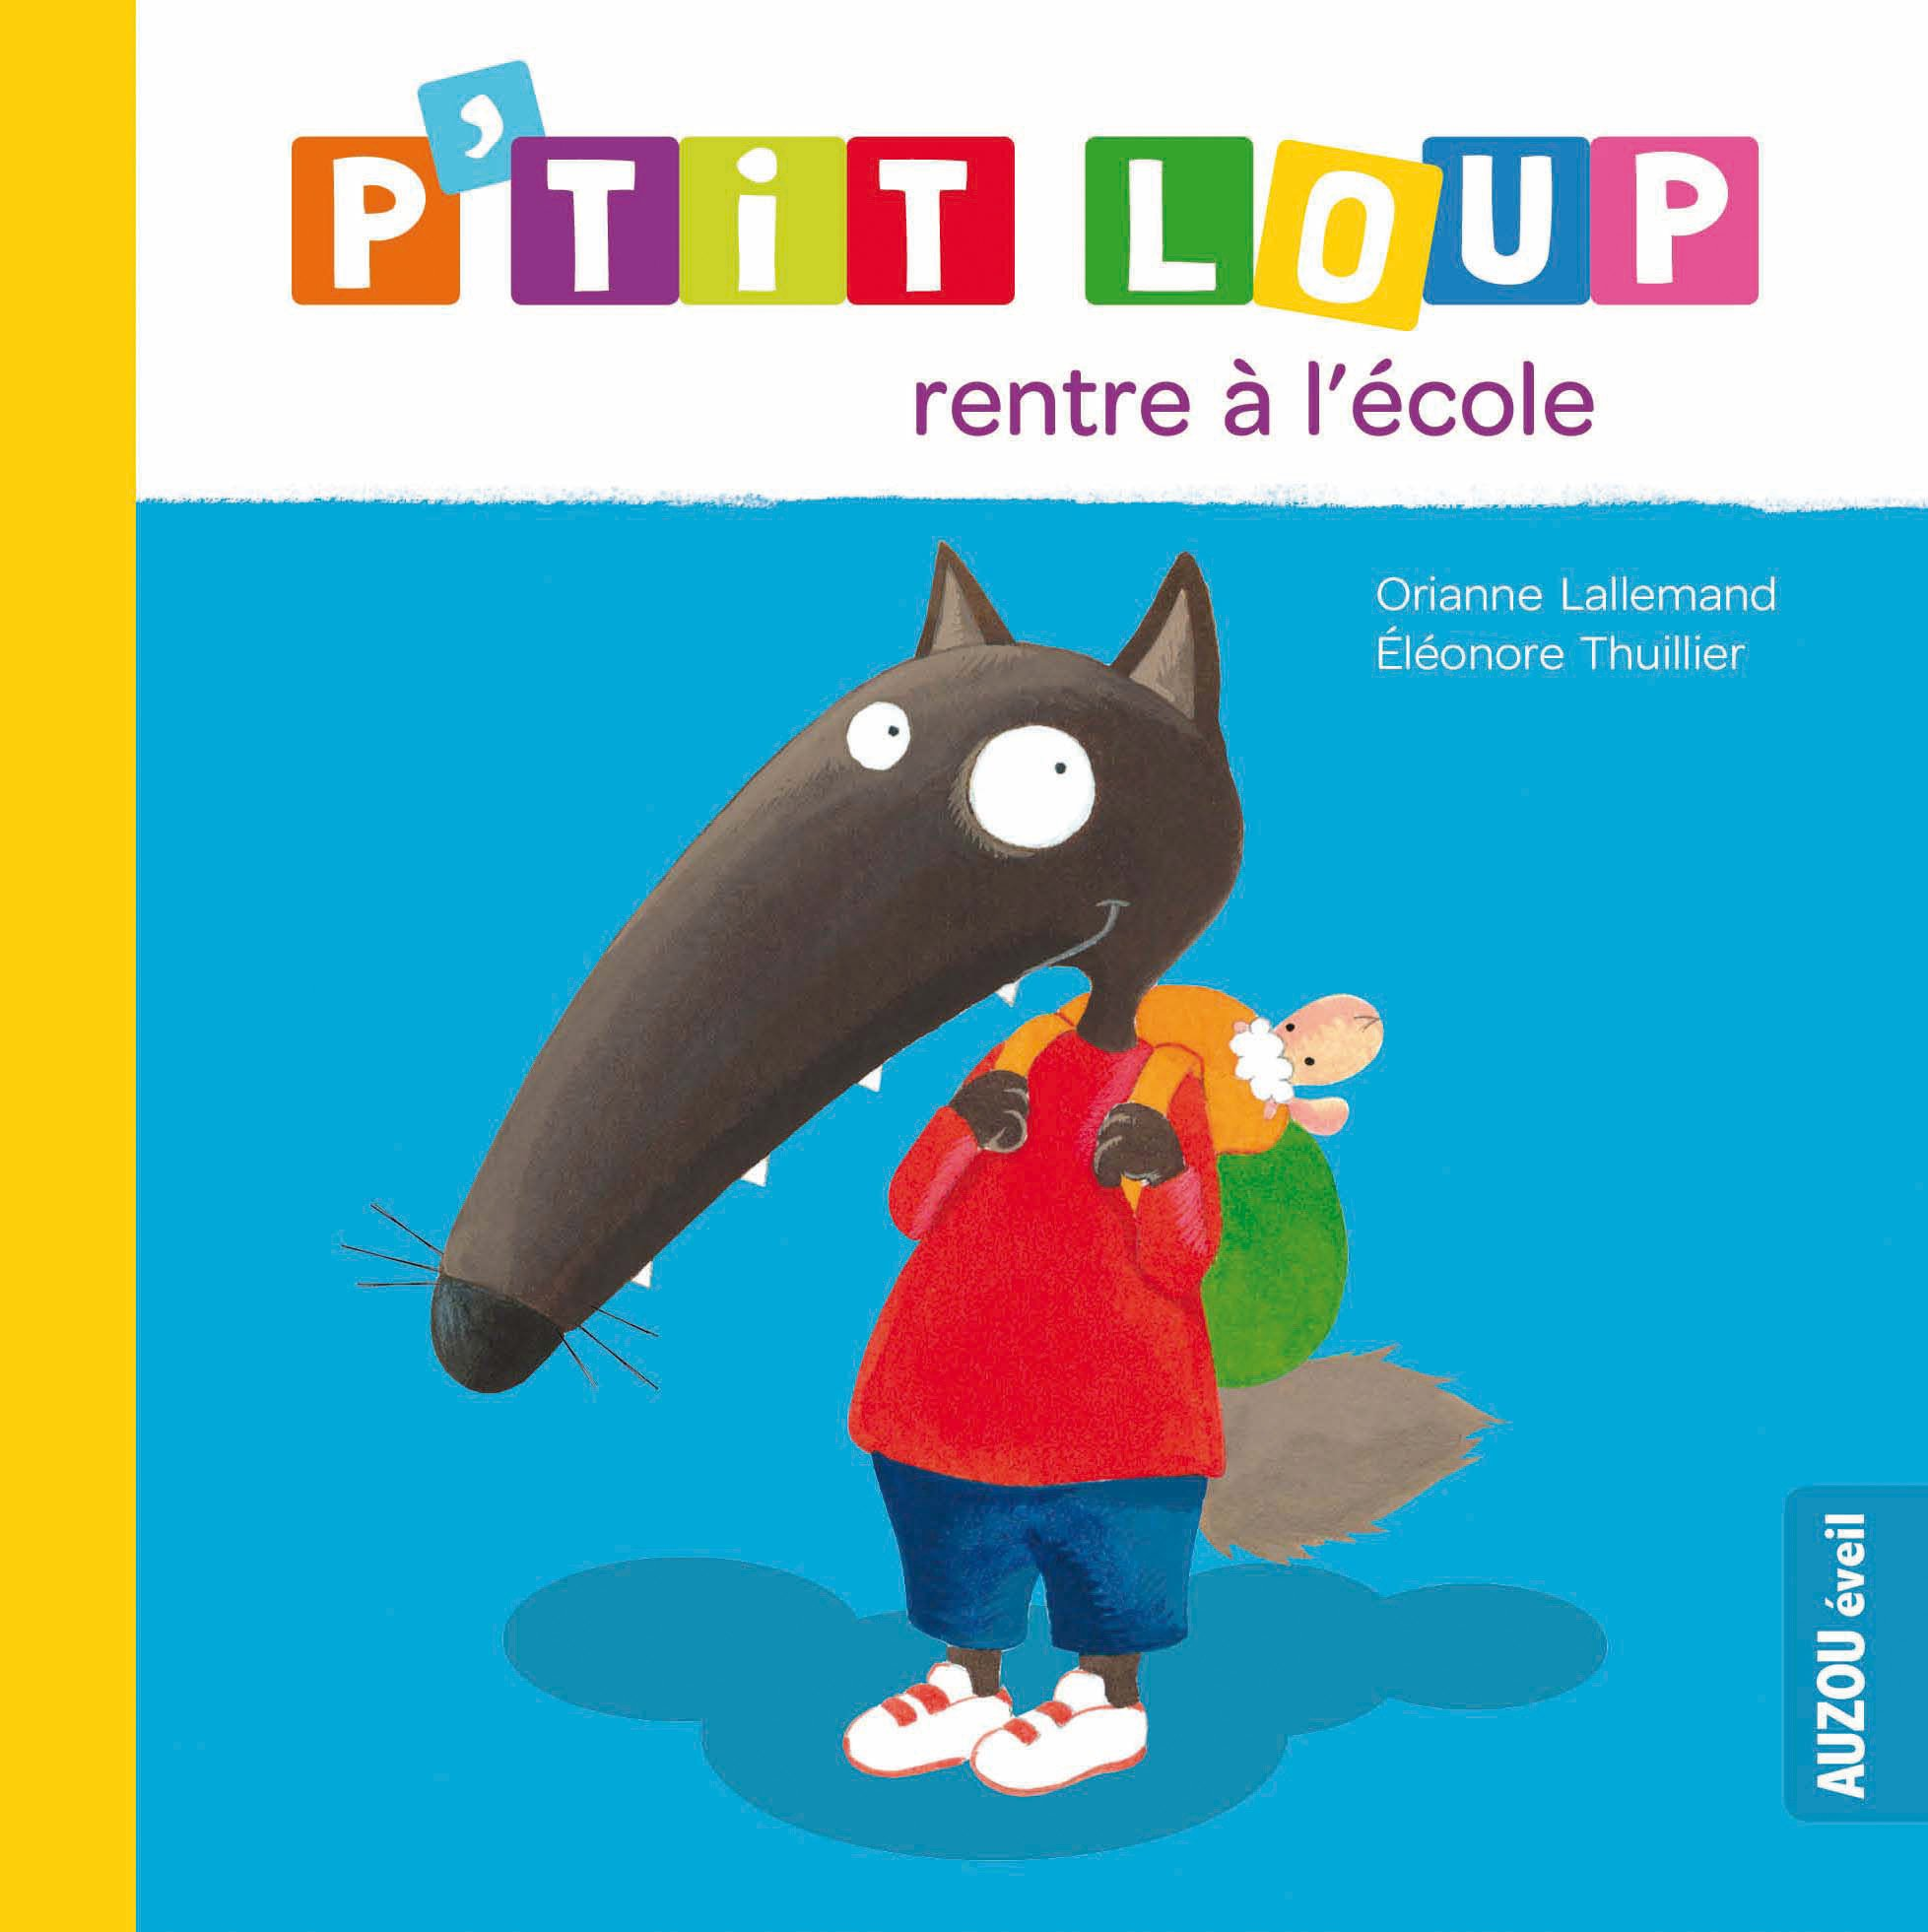 P'TiT LOUP
rentre à l'école
Orianne Lallemand
Éléonore Thuillier
AUZOU éveil